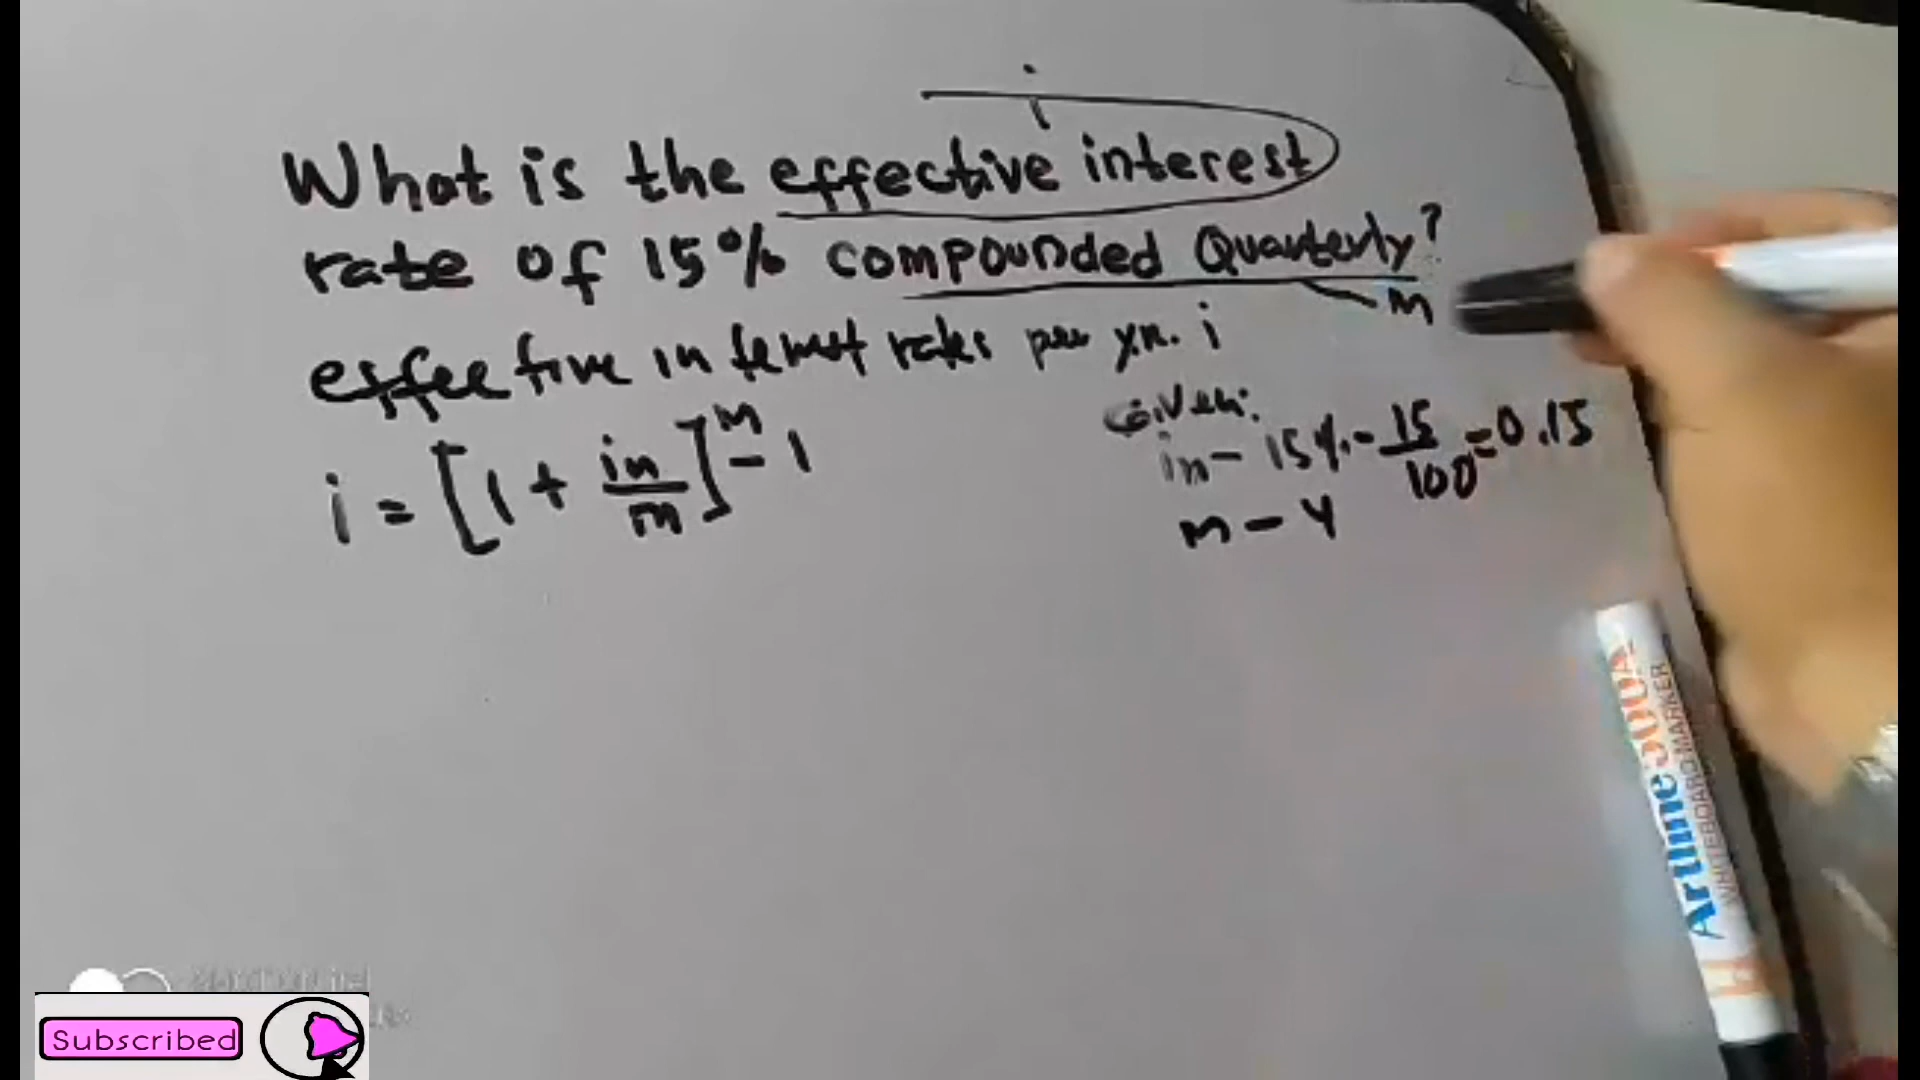 i
What is the effective interest
rate of 15% compounded Quarterly?
m
effective interest rates per yr. i
i = [1 + in/m]^m - 1
Given:
in - 15% - 15/100 = 0.15
m - 4
Artline 500A
WHITEBOARD MARKER
Subscribed